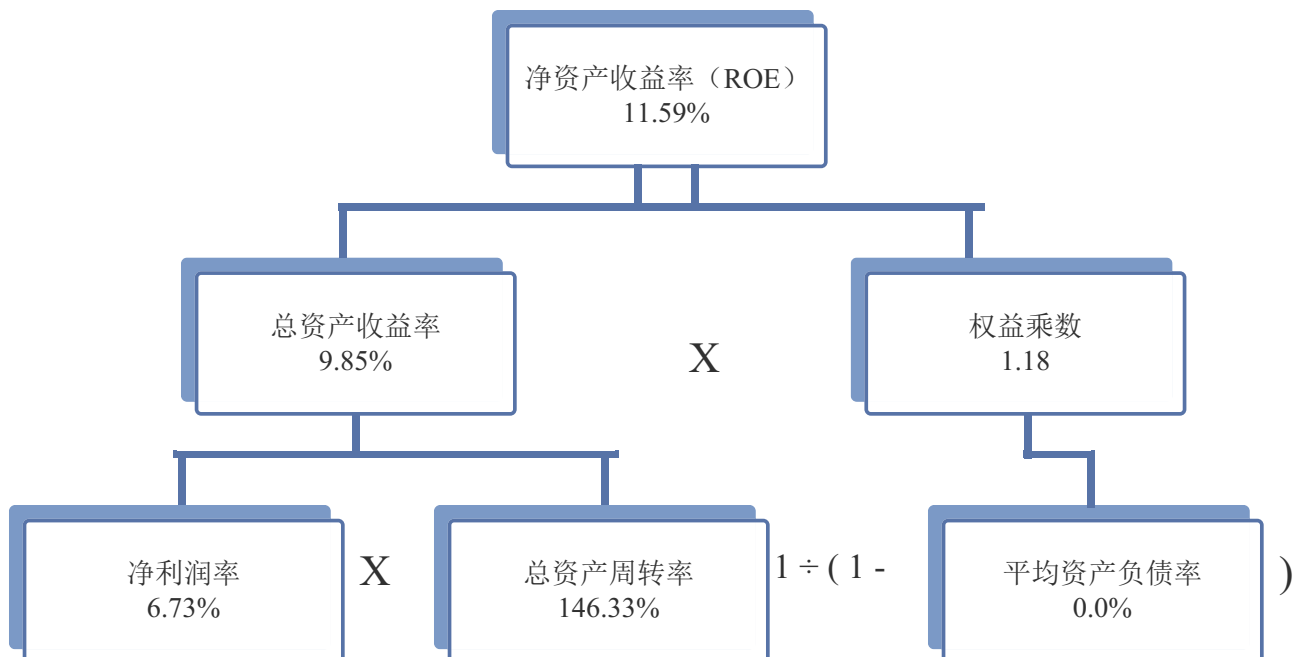 净资产收益率（ROE）
11.59%
总资产收益率
9.85%
X
权益乘数
1.18
净利润率
6.73%
X
总资产周转率
146.33%
1 ÷ ( 1 -
平均资产负债率
0.0%
)